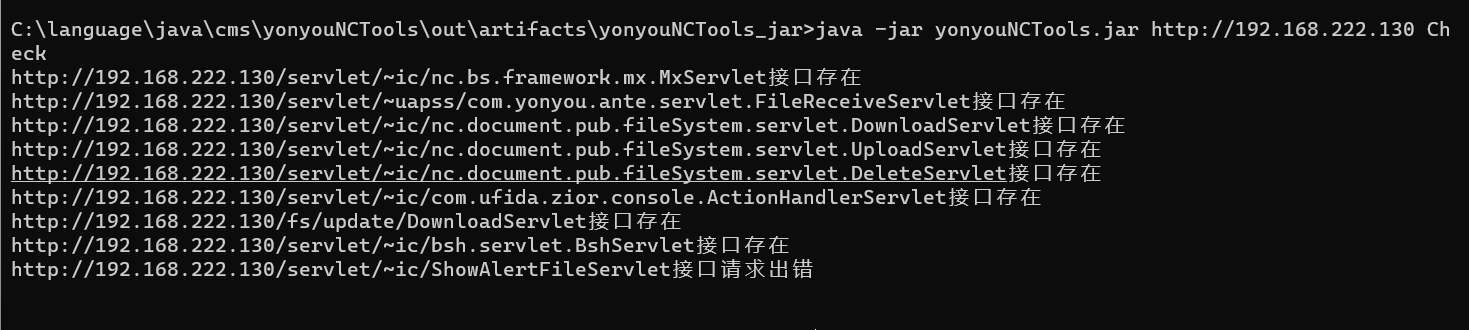 C:\language\java\cms\yonyouNCTools\out\artifacts\yonyouNCTools_jar>java -jar yonyouNCTools.jar http://192.168.222.130 Ch
eck
http://192.168.222.130/servlet/~ic/nc.bs.framework.mx.MxServlet接口存在
http://192.168.222.130/servlet/~uapss/com.yonyou.ante.servlet.FileReceiveServlet接口存在
http://192.168.222.130/servlet/~ic/nc.document.pub.fileSystem.servlet.DownloadServlet接口存在
http://192.168.222.130/servlet/~ic/nc.document.pub.fileSystem.servlet.UploadServlet接口存在
http://192.168.222.130/servlet/~ic/nc.document.pub.fileSystem.servlet.DeleteServlet接口存在
http://192.168.222.130/servlet/~ic/com.ufida.zior.console.ActionHandlerServlet接口存在
http://192.168.222.130/fs/update/DownloadServlet接口存在
http://192.168.222.130/servlet/~ic/bsh.servlet.BshServlet接口存在
http://192.168.222.130/servlet/~ic/ShowAlertFileServlet接口请求出错